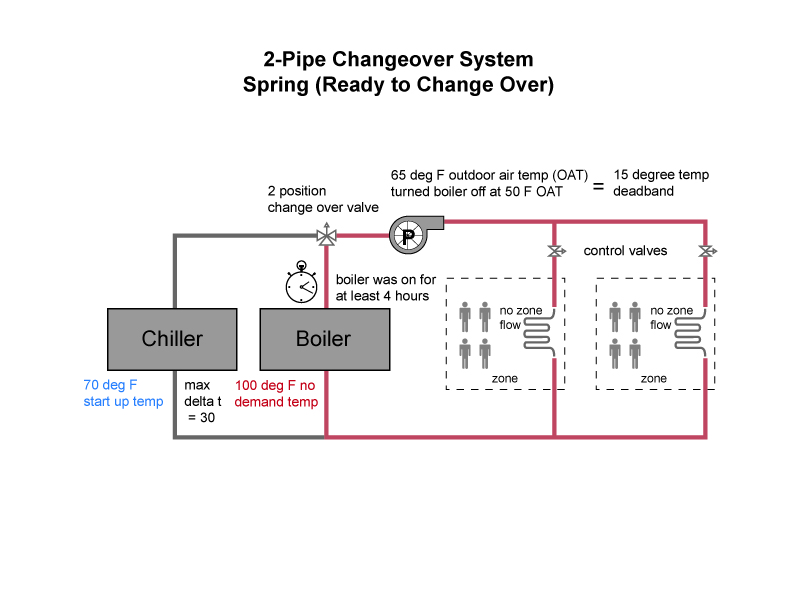 2-Pipe Changeover System
Spring (Ready to Change Over)
65 deg F outdoor air temp (OAT)
turned boiler off at 50 F OAT
=
15 degree temp
deadband
2 position
change over valve
P
control valves
boiler was on for
at least 4 hours
Chiller
Boiler
no zone
flow
zone
no zone
flow
zone
70 deg F
start up temp
max
delta t
= 30
100 deg F no
demand temp